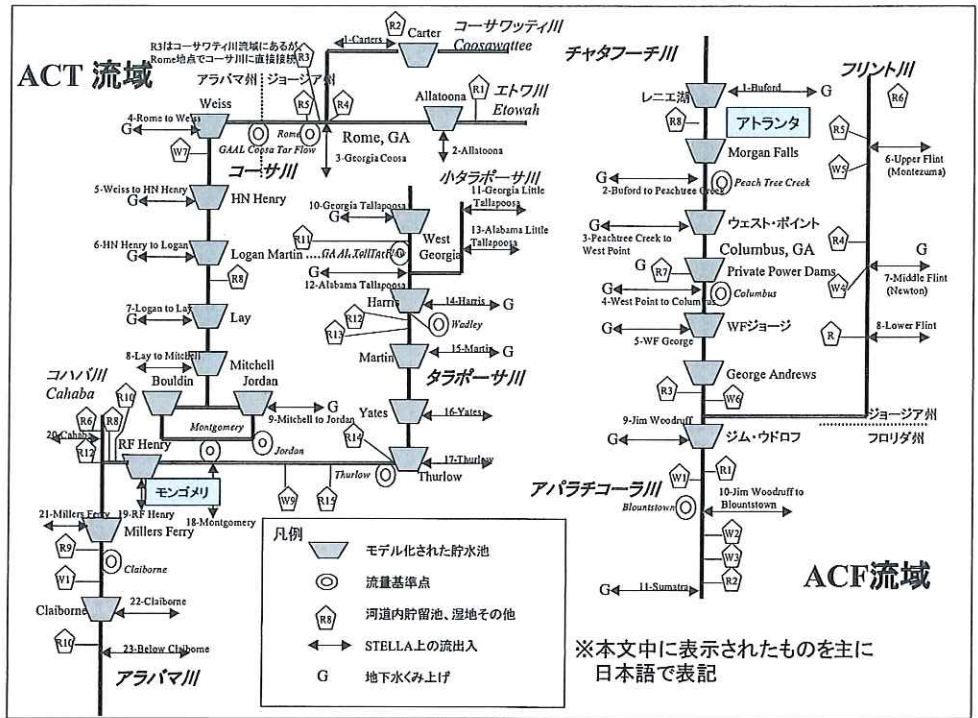 ACT 流域
R3はコーサワティ川流域にあるが
Rome地点でコーサ川に直接接続
アラバマ州
ジョージア州
R3
R2
1-Carters
Carter
コーサワッティ川
Coosawattee
Weiss
4-Rome to Weiss
G
W7
GAAL Coosa Tar Flow
R5
Rome
R4
Rome, GA
3-Georgia Coosa
Allatoona
2-Allatoona
R1
エトワ川
Etowah
コーサ川
5-Weiss to HN Henry
G
HN Henry
6-HN Henry to Logan
G
Logan Martin
R8
7-Logan to Lay
G
Lay
8-Lay to Mitchell
Mitchell
Bouldin
Jordan
9-Mitchell to Jordan
G
小タラポーサ川
10-Georgia Tallapoosa
G
11-Georgia Little
Tallapoosa
13-Alabama Little
Tallapoosa
West
Georgia
R11
G
12-Alabama Tallapoosa
Harris
14-Harris
G
R12
R13
Wadley
Martin
15-Martin
G
タラポーサ川
Yates
16-Yates
R14
Thurlow
17-Thurlow
Thurlow
コハバ川
Cahaba
R6
R8
R10
20-Cahaba
R12
RF Henry
Montgomery
Jordan
モンゴメリ
19-RF Henry
18-Montgomery
W9
R15
21-Millers Ferry
Millers Ferry
R9
Claiborne
W1
Claiborne
22-Claiborne
R10
23-Below Claiborne
アラバマ川
凡例
モデル化された貯水池
流量基準点
R8
河道内貯留池、湿地その他
STELLA上の流出入
G
地下水くみ上げ
チャタフーチ川
レニエ湖
1-Buford
G
R8
アトランタ
Morgan Falls
G
2-Buford to Peachtree Creek
Peach Tree Creek
G
ウェスト・ポイント
3-Peachtree Creek to
West Point
Columbus, GA
G
R7
Private Power Dams
4-West Point to Columbus
Columbus
G
WFジョージ
5-WF George
George Andrews
R3
W6
9-Jim Woodruff
G
ジム・ウドロフ
ジョージア州
フロリダ州
フリント川
R6
R5
W5
6-Upper Flint
(Montezuma)
R4
W4
G
7-Middle Flint
(Newton)
R
8-Lower Flint
アパラチコーラ川
W1
R1
Blountstown
10-Jim Woodruff to
Blountstown
W2
W3
R2
G
11-Sumatra
ACF流域
※本文中に表示されたものを主に
日本語で表記